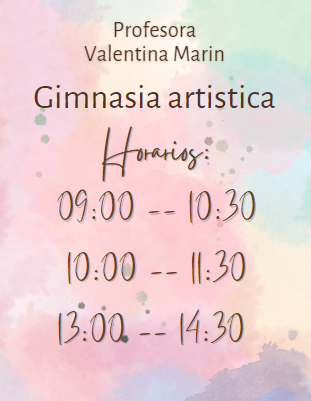 Profesora
Valentina Marin
Gimnasia artistica
Horarios:
09:00 -- 10:30
10:00 -- 11:30
13:00 -- 14:30